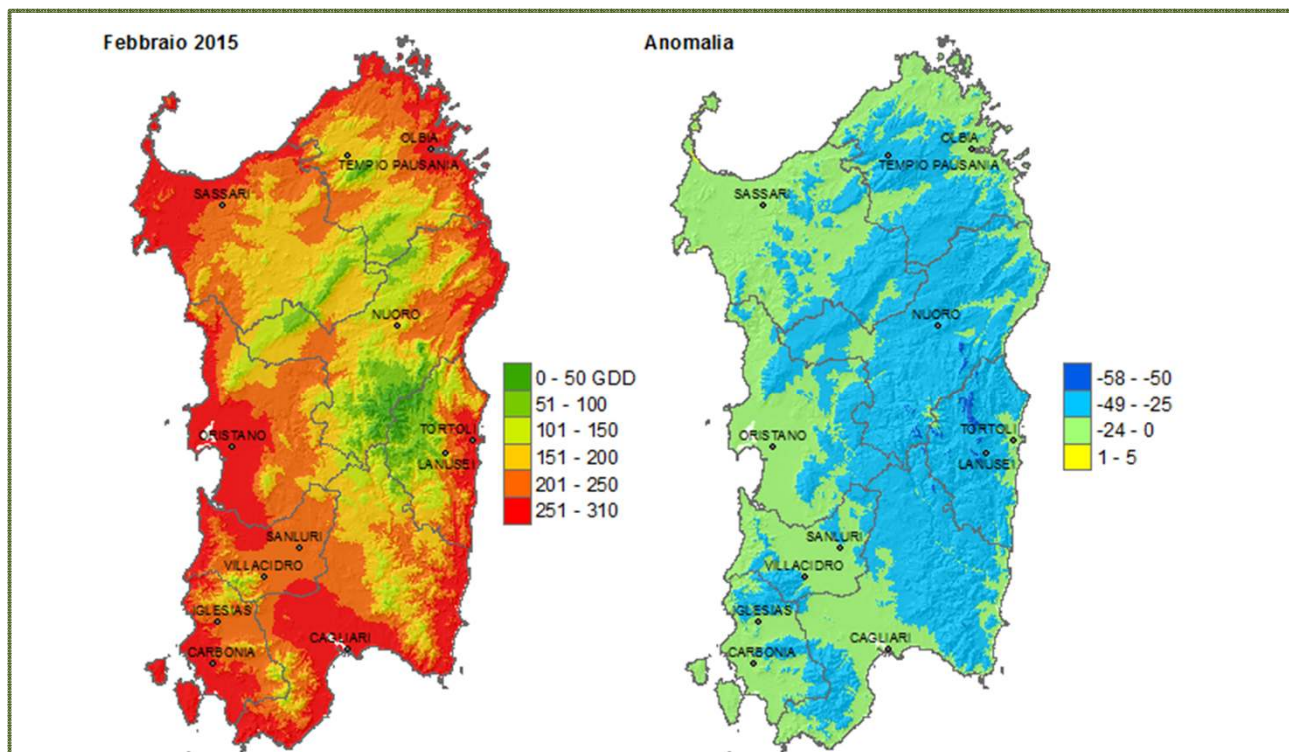 Febbraio 2015
OLBIA
TEMPIO PAUSANIA
SASSARI
NUORO
ORISTANO
TORTOLI
LANUSEI
SANLURI
VILLACIDRO
IGLESIAS
CAGLIARI
CARBONIA
0 - 50 GDD
51 - 100
101 - 150
151 - 200
201 - 250
251 - 310
Anomalia
OLBIA
TEMPIO PAUSANIA
SASSARI
NUORO
ORISTANO
TORTOLI
LANUSEI
SANLURI
VILLACIDRO
IGLESIAS
CAGLIARI
CARBONIA
-58 - -50
-49 - -25
-24 - 0
1 - 5